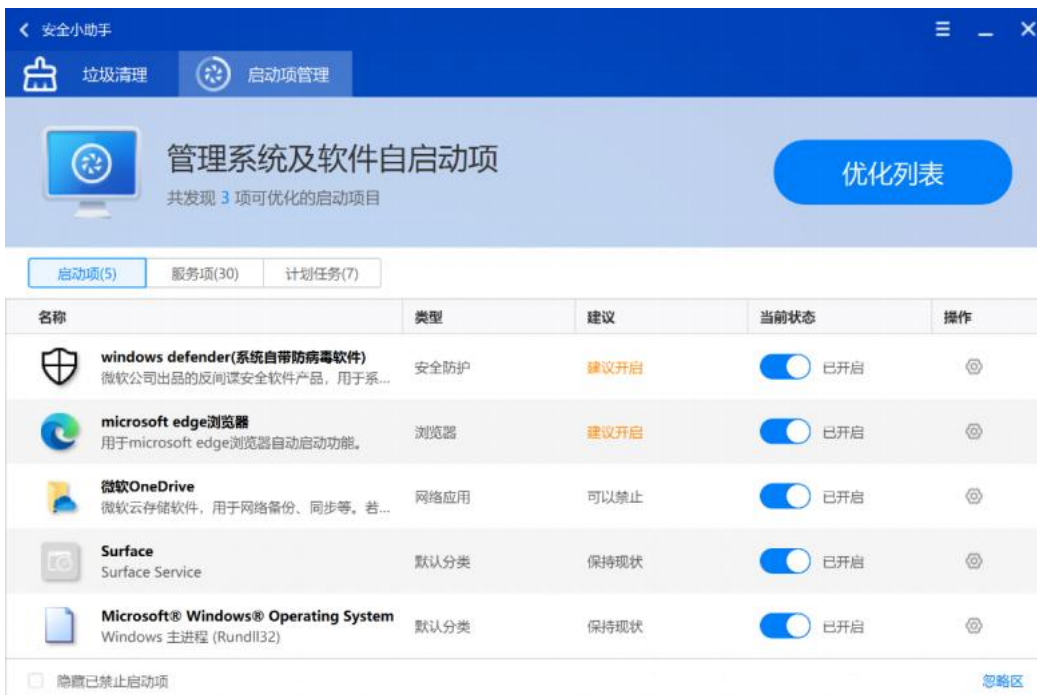 安全小助手
垃圾清理
启动项管理
管理系统及软件自启动项
共发现 3 项可优化的启动项目
优化列表
启动项(5)
服务项(30)
计划任务(7)
名称 类型 建议 当前状态 操作
windows defender(系统自带防病毒软件)
微软公司出品的反间谍安全软件产品，用于系...
安全防护 建议开启 已开启
microsoft edge浏览器
用于microsoft edge浏览器自动启动功能。
浏览器 建议开启 已开启
微软OneDrive
微软云存储软件，用于网络备份、同步等。若...
网络应用 可以禁止 已开启
Surface
Surface Service
默认分类 保持现状 已开启
Microsoft® Windows® Operating System
Windows 主进程 (Rundll32)
默认分类 保持现状 已开启
隐藏已禁止启动项
忽略区